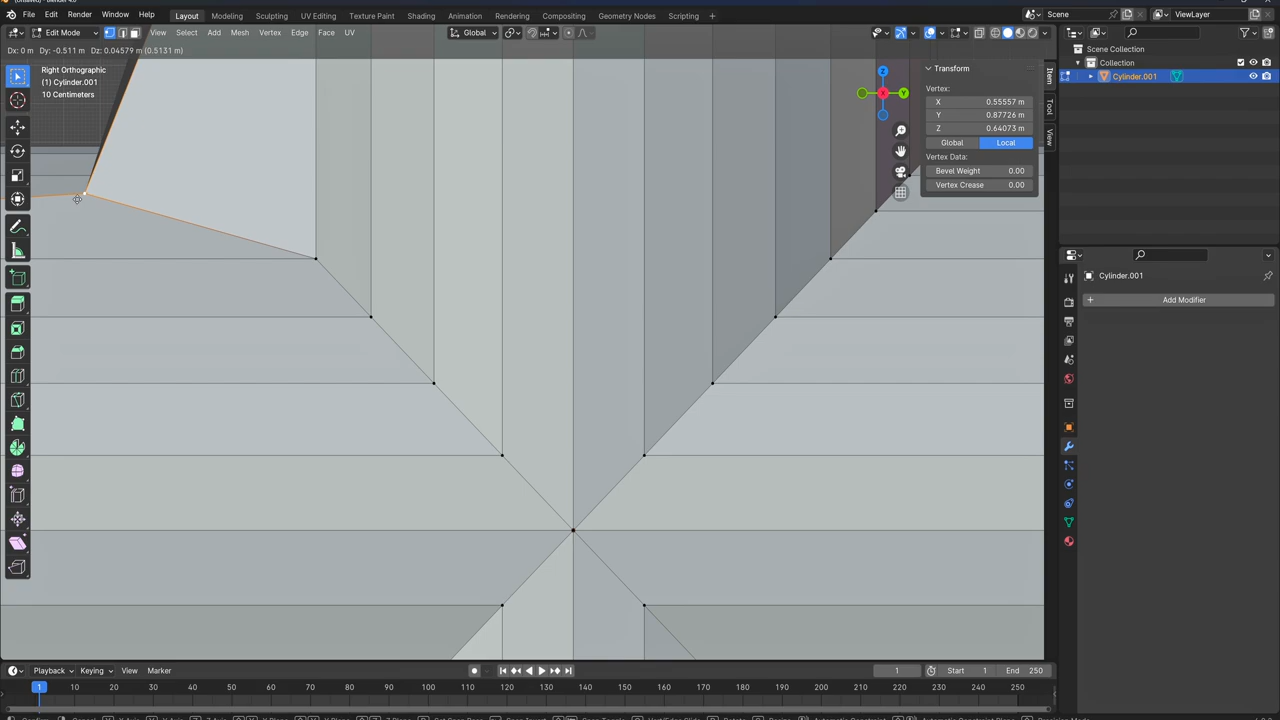 File Edit Render Window Help Layout Modeling Sculpting UV Editing Texture Paint Shading Animation Rendering Compositing Geometry Nodes Scripting + Scene ViewLayer
Edit Mode View Select Add Mesh Vertex Edge Face UV Global
Dx: 0 m Dy: -0.511 m Dz: 0.04579 m (0.5131 m)
Right Orthographic
(1) Cylinder.001
10 Centimeters
Z
Y
X
Transform
Vertex:
X 0.55557 m
Y 0.87726 m
Z 0.64073 m
Global Local
Vertex Data:
Bevel Weight 0.00
Vertex Crease 0.00
Item
Tool
View
Scene Collection
Collection
Cylinder.001
Cylinder.001
+ Add Modifier
Playback Keying View Marker 1 Start 1 End 250
1 10 20 30 40 50 60 70 80 90 100 110 120 130 140 150 160 170 180 190 200 210 220 230 240 250